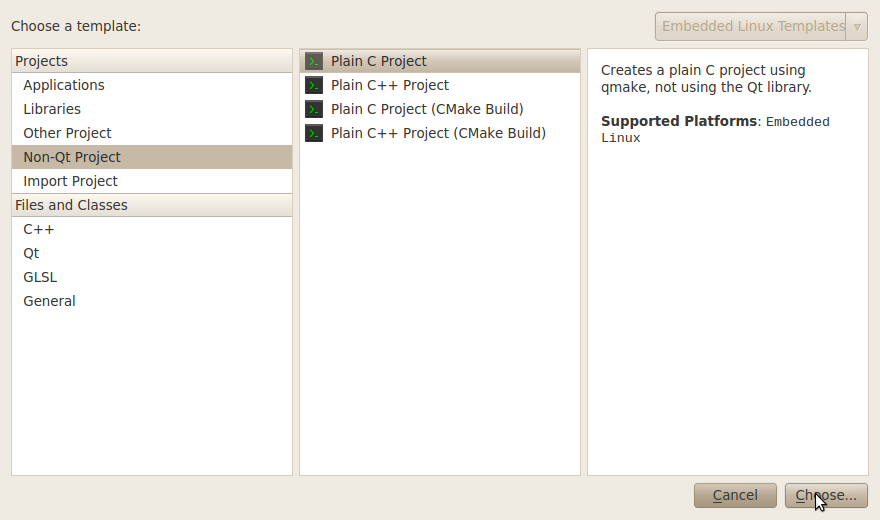 Choose a template:
Embedded Linux Templates
Projects
Applications
Libraries
Other Project
Non-Qt Project
Import Project
Files and Classes
C++
Qt
GLSL
General
Plain C Project
Plain C++ Project
Plain C Project (CMake Build)
Plain C++ Project (CMake Build)
Creates a plain C project using
qmake, not using the Qt library.
Supported Platforms: Embedded
Linux
Cancel
Choose...